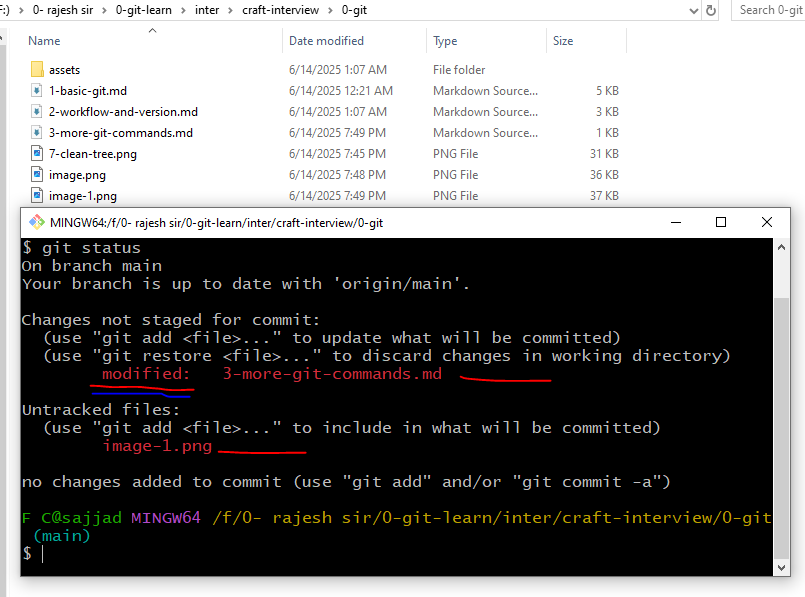 F:) > 0- rajesh sir > 0-git-learn > inter > craft-interview > 0-git Search 0-git
Name Date modified Type Size
assets 6/14/2025 1:07 AM File folder
1-basic-git.md 6/14/2025 12:21 AM Markdown Source... 5 KB
2-workflow-and-version.md 6/14/2025 1:07 AM Markdown Source... 3 KB
3-more-git-commands.md 6/14/2025 7:49 PM Markdown Source... 1 KB
7-clean-tree.png 6/14/2025 7:45 PM PNG File 31 KB
image.png 6/14/2025 7:48 PM PNG File 36 KB
image-1.png 6/14/2025 7:49 PM PNG File 37 KB
MINGW64:/f/0- rajesh sir/0-git-learn/inter/craft-interview/0-git
$ git status
On branch main
Your branch is up to date with 'origin/main'.
Changes not staged for commit:
(use "git add <file>..." to update what will be committed)
(use "git restore <file>..." to discard changes in working directory)
modified: 3-more-git-commands.md
Untracked files:
(use "git add <file>..." to include in what will be committed)
image-1.png
no changes added to commit (use "git add" and/or "git commit -a")
F C@sajjad MINGW64 /f/0- rajesh sir/0-git-learn/inter/craft-interview/0-git
(main)
$